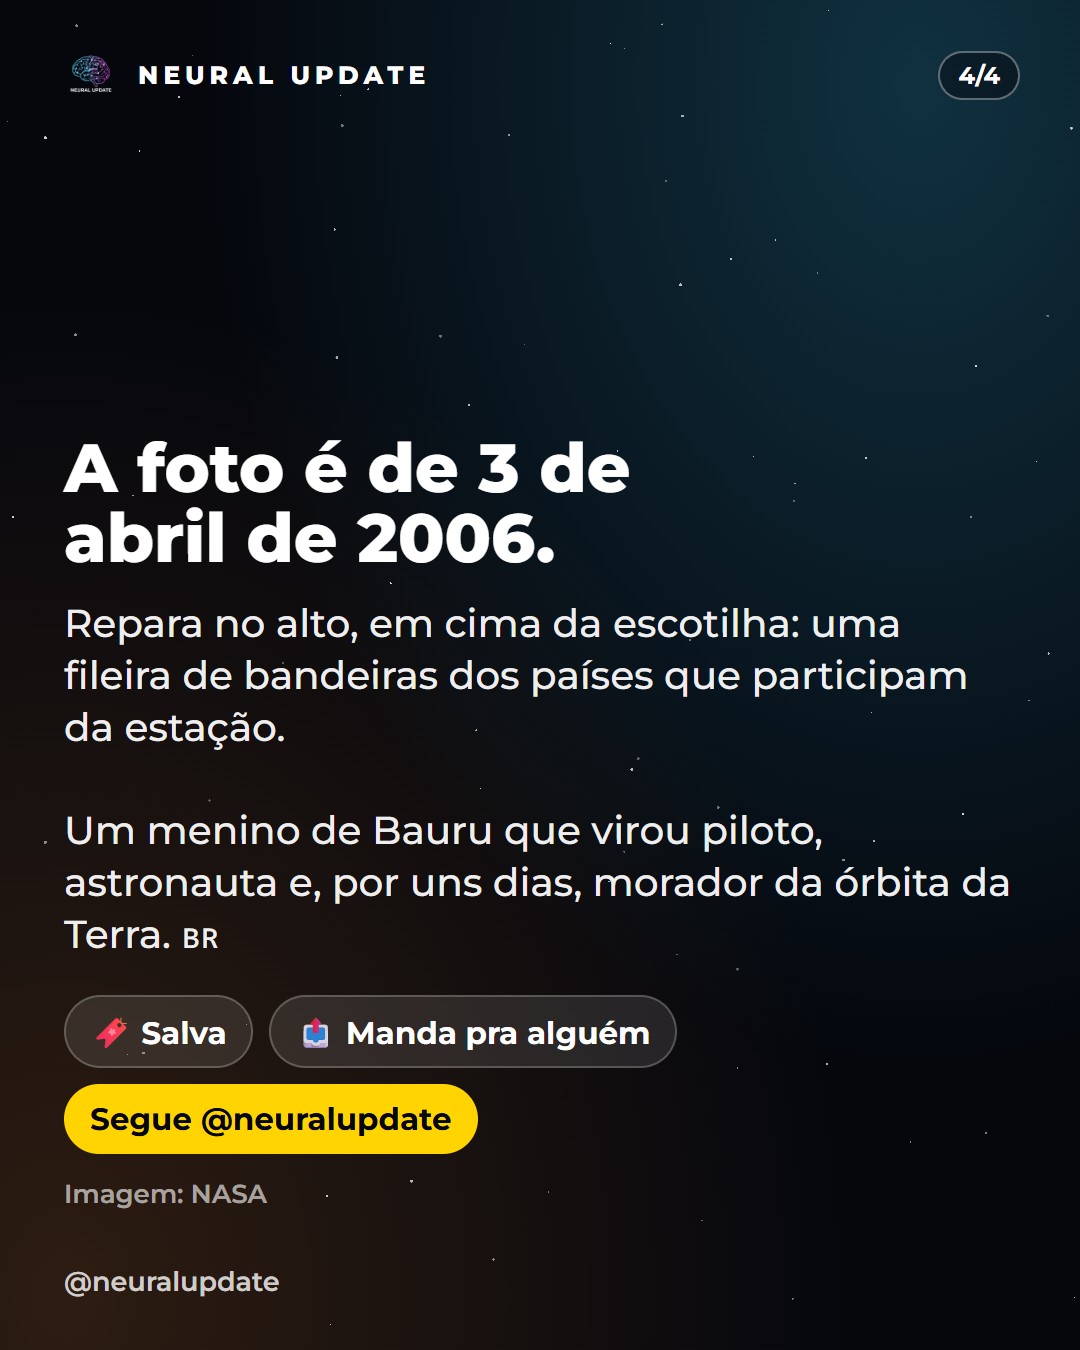 NEURAL UPDATE
NEURAL UPDATE
4/4
A foto é de 3 de
abril de 2006.
Repara no alto, em cima da escotilha: uma
fileira de bandeiras dos países que participam
da estação.
Um menino de Bauru que virou piloto,
astronauta e, por uns dias, morador da órbita da
Terra. BR
Salva
Manda pra alguém
Segue @neuralupdate
Imagem: NASA
@neuralupdate